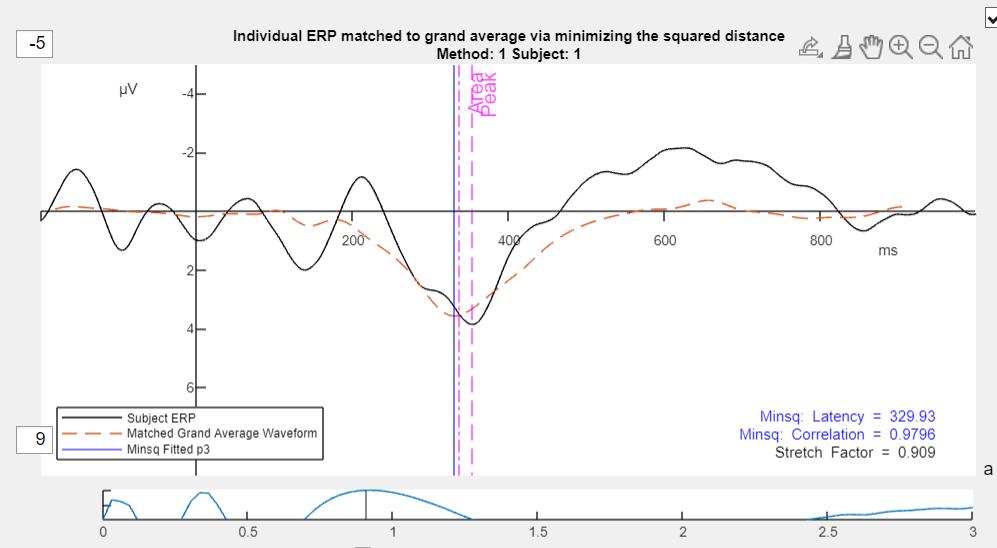 Individual ERP matched to grand average via minimizing the squared distance
Method: 1 Subject: 1
-5
μV
-4
-2
2
4
6
200
400
600
800
ms
Area
Peak
Subject ERP
Matched Grand Average Waveform
Minsq Fitted p3
9
Minsq: Latency = 329.93
Minsq: Correlation = 0.9796
Stretch Factor = 0.909
a
0
0.5
1
1.5
2
2.5
3